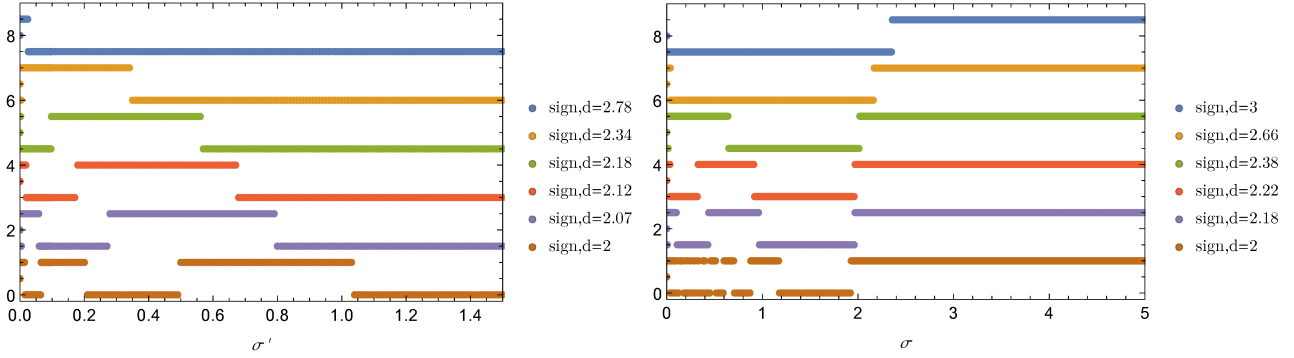 8
6
4
2
0
0.0 0.2 0.4 0.6 0.8 1.0 1.2 1.4
σ '
sign,d=2.78
sign,d=2.34
sign,d=2.18
sign,d=2.12
sign,d=2.07
sign,d=2
8
6
4
2
0
0 1 2 3 4 5
σ
sign,d=3
sign,d=2.66
sign,d=2.38
sign,d=2.22
sign,d=2.18
sign,d=2